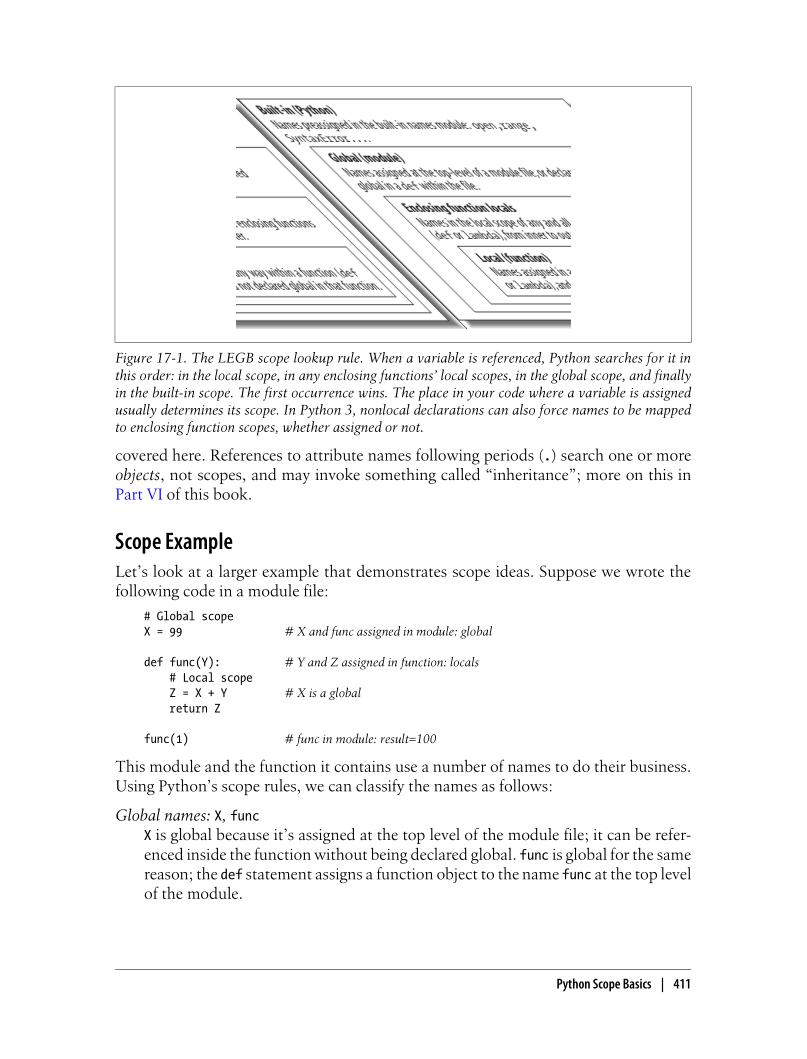 Built-in (Python)
Names preassigned in the built-in names module: open, range,
SyntaxError....
Global (module)
Names assigned at the top-level of a module file, or declar
global in a def within the file.
Enclosing function locals
Names in the local scope of any and all
(def or lambda), from inner to out
Local (function)
Names assigned in a
or lambda), and
ed.
enclosing functions
er.
any way within a function (def
not declared global in that function.
Figure 17-1. The LEGB scope lookup rule. When a variable is referenced, Python searches for it in
this order: in the local scope, in any enclosing functions’ local scopes, in the global scope, and finally
in the built-in scope. The first occurrence wins. The place in your code where a variable is assigned
usually determines its scope. In Python 3, nonlocal declarations can also force names to be mapped
to enclosing function scopes, whether assigned or not.
covered here. References to attribute names following periods (.) search one or more
objects, not scopes, and may invoke something called “inheritance”; more on this in
Part VI of this book.
Scope Example
Let’s look at a larger example that demonstrates scope ideas. Suppose we wrote the
following code in a module file:
# Global scope
X = 99 # X and func assigned in module: global
def func(Y): # Y and Z assigned in function: locals
# Local scope
Z = X + Y # X is a global
return Z
func(1) # func in module: result=100
This module and the function it contains use a number of names to do their business.
Using Python’s scope rules, we can classify the names as follows:
Global names: X, func
X is global because it’s assigned at the top level of the module file; it can be refer-
enced inside the function without being declared global. func is global for the same
reason; the def statement assigns a function object to the name func at the top level
of the module.
Python Scope Basics | 411